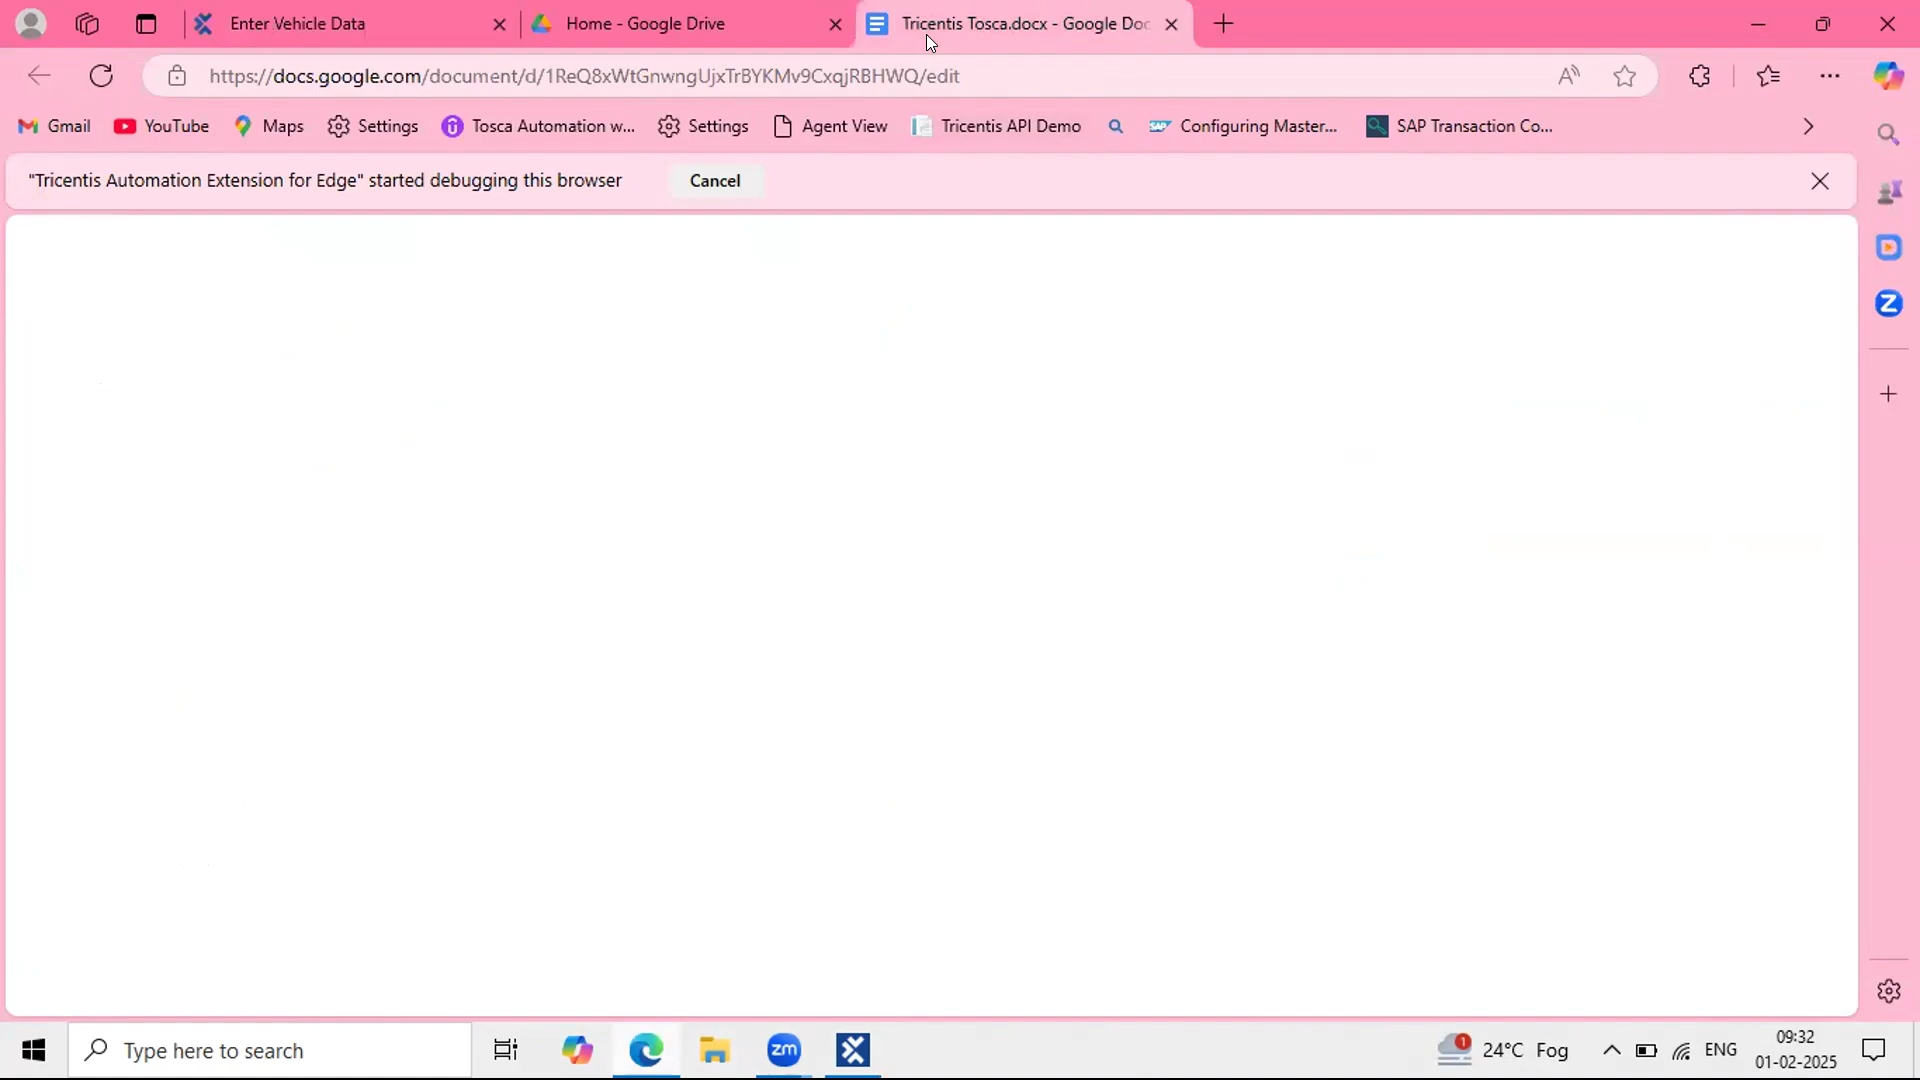 Enter Vehicle Data
Home - Google Drive
Tricentis Tosca.docx - Google Doc
https://docs.google.com/document/d/1ReQ8xWtGnwngUjxTrBYKMv9CxqjRBHWQ/edit
Gmail
YouTube
Maps
Settings
Tosca Automation w...
Settings
Agent View
Tricentis API Demo
Configuring Master...
SAP Transaction Co...
"Tricentis Automation Extension for Edge" started debugging this browser
Cancel
Type here to search
zm
1
24°C Fog
ENG
09:32
01-02-2025